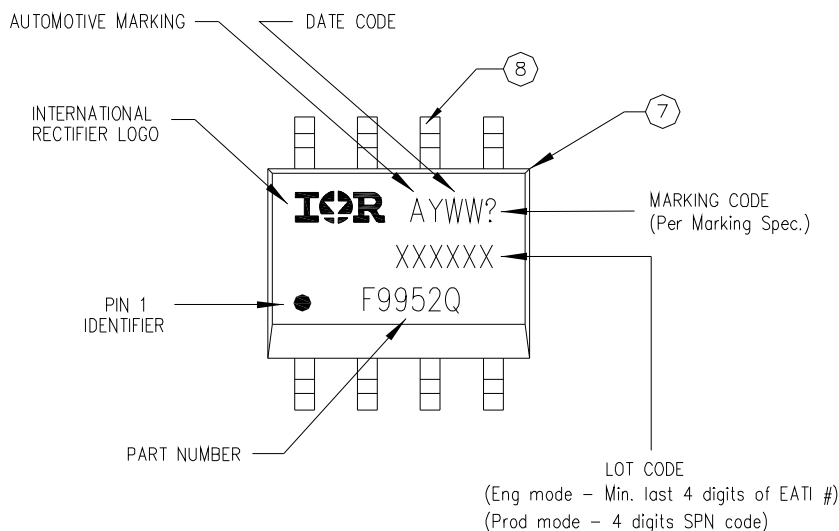 AUTOMOTIVE MARKING
DATE CODE
8
7
INTERNATIONAL
RECTIFIER LOGO
IOR
AYWW?
MARKING CODE
(Per Marking Spec.)
XXXXXX
PIN 1
IDENTIFIER
F9952Q
PART NUMBER
LOT CODE
(Eng mode – Min. last 4 digits of EATI #)
(Prod mode – 4 digits SPN code)